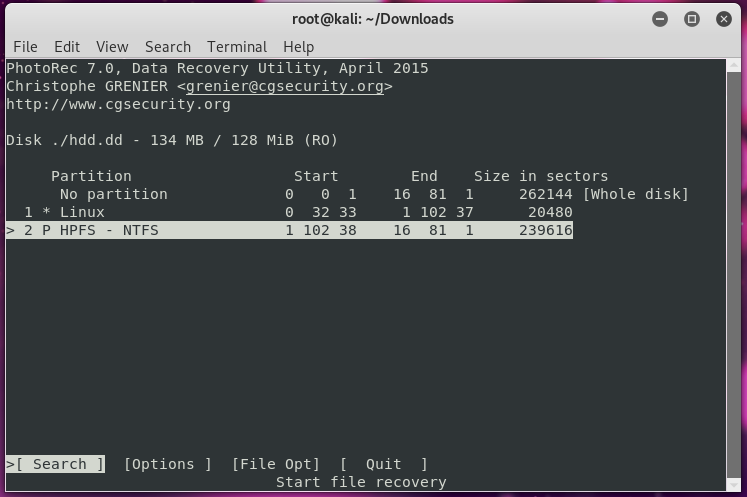 root@kali: ~/Downloads
File Edit View Search Terminal Help
PhotoRec 7.0, Data Recovery Utility, April 2015
Christophe GRENIER <grenier@cgsecurity.org>
http://www.cgsecurity.org
Disk ./hdd.dd - 134 MB / 128 MiB (RO)
     Partition                  Start        End    Size in sectors
      No partition             0   0  1    16  81  1     262144 [Whole disk]
  1 * Linux                    0  32 33     1 102 37      20480
> 2 P HPFS - NTFS              1 102 38    16  81  1     239616
>[ Search ]  [Options ]  [File Opt]  [  Quit  ]
                              Start file recovery